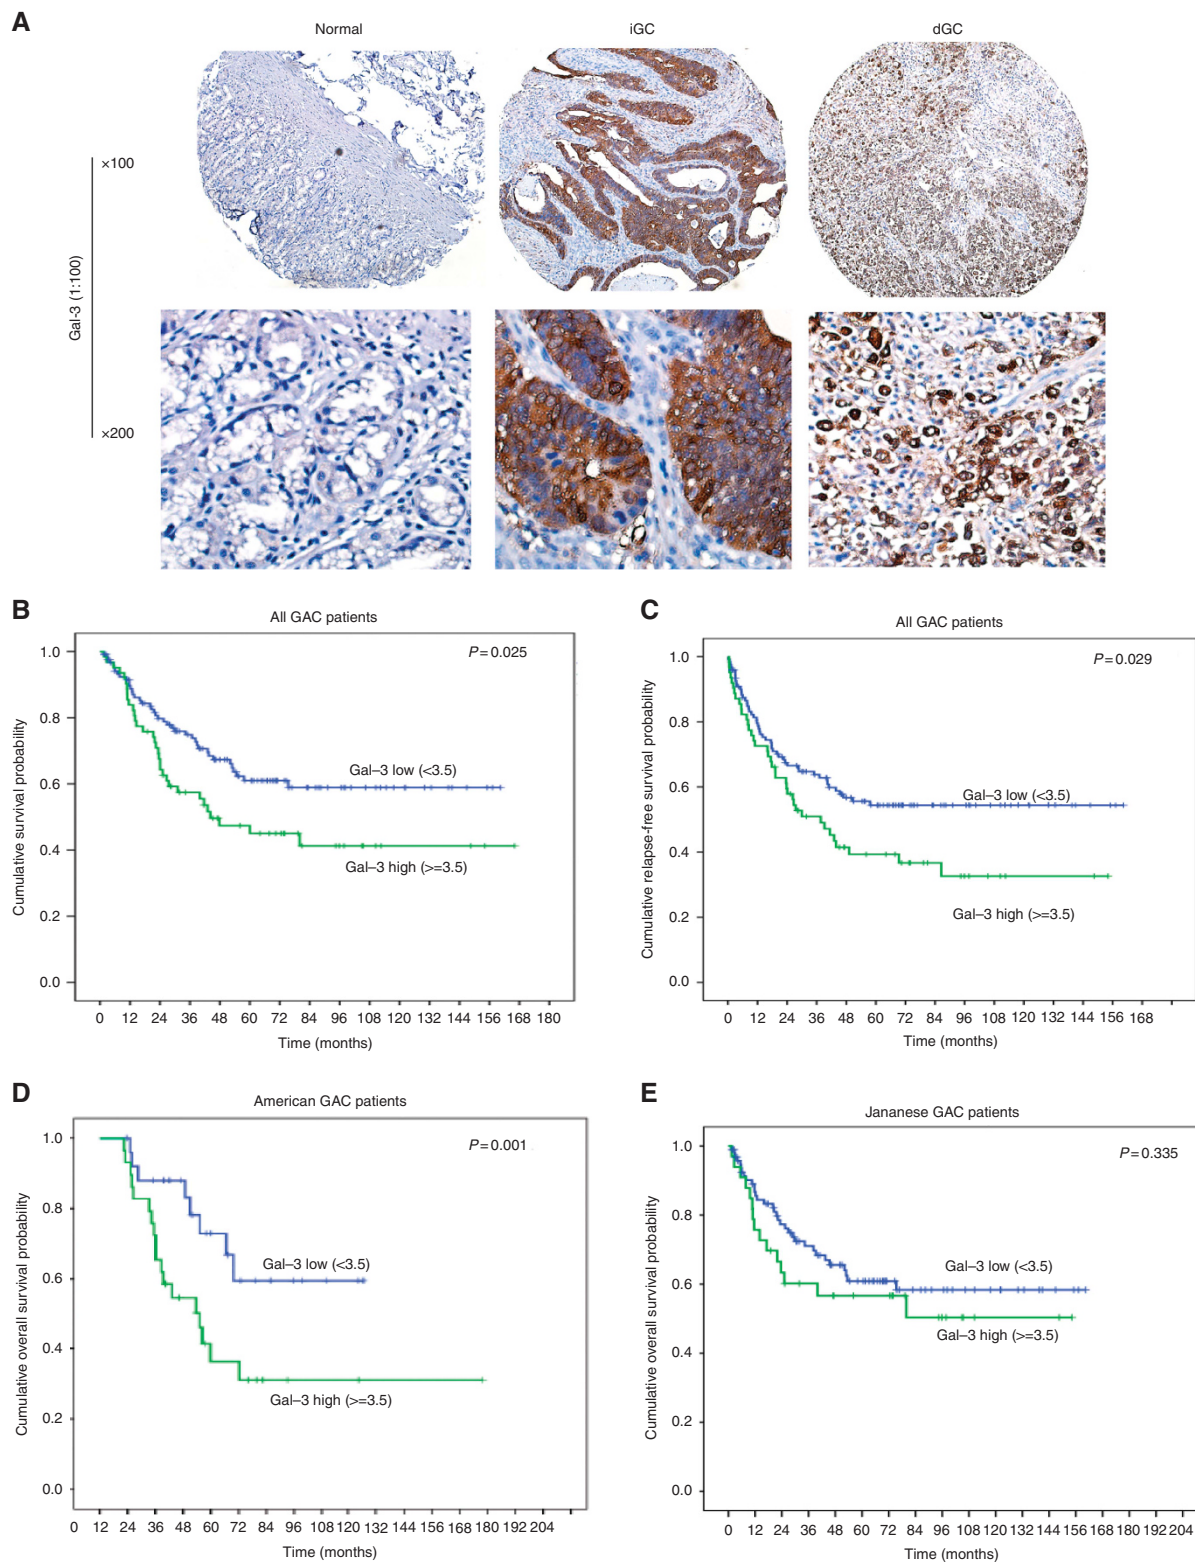 A
Normal
iGC
dGC
×100
Gal-3 (1:100)
×200
B
All GAC patients
P=0.025
Cumulative survival probability
1.0
0.8
0.6
0.4
0.2
0.0
Gal–3 low (<3.5)
Gal–3 high (>=3.5)
0 12 24 36 48 60 72 84 96 108 120 132 144 156 168 180
Time (months)
C
All GAC patients
P=0.029
Cumulative relapse-free survival probability
1.0
0.8
0.6
0.4
0.2
0.0
Gal–3 low (<3.5)
Gal–3 high (>=3.5)
0 12 24 36 48 60 72 84 96 108 120 132 144 156 168
Time (months)
D
American GAC patients
P=0.001
Cumulative overall survival probability
1.0
0.8
0.6
0.4
0.2
0.0
Gal–3 low (<3.5)
Gal–3 high (>=3.5)
0 12 24 36 48 60 72 84 96 108 120 132 144 156 168 180 192 204
Time (months)
E
Jananese GAC patients
P=0.335
Cumulative overall survival probability
1.0
0.8
0.6
0.4
0.2
0.0
Gal–3 low (<3.5)
Gal–3 high (>=3.5)
0 12 24 36 48 60 72 84 96 108 120 132 144 156 168 180 192 204
Time (months)